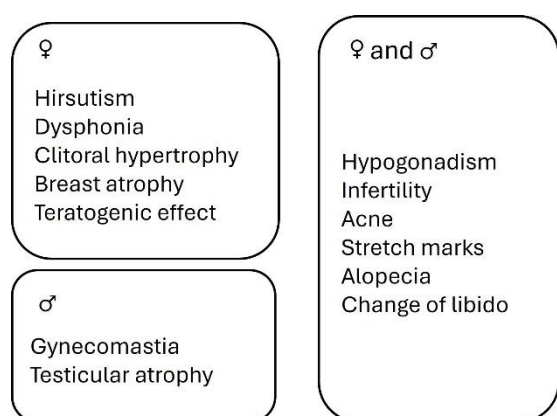 ♀
Hirsutism
Dysphonia
Clitoral hypertrophy
Breast atrophy
Teratogenic effect
♂
Gynecomastia
Testicular atrophy
♀ and ♂
Hypogonadism
Infertility
Acne
Stretch marks
Alopecia
Change of libido